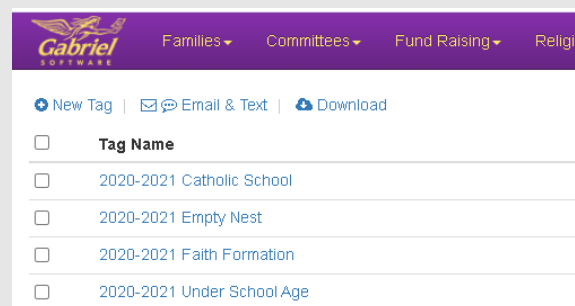 Gabriel
SOFTWARE
Families Committees Fund Raising
New Tag | Email & Text | Download
Tag Name
2020-2021 Catholic School
2020-2021 Empty Nest
2020-2021 Faith Formation
2020-2021 Under School Age